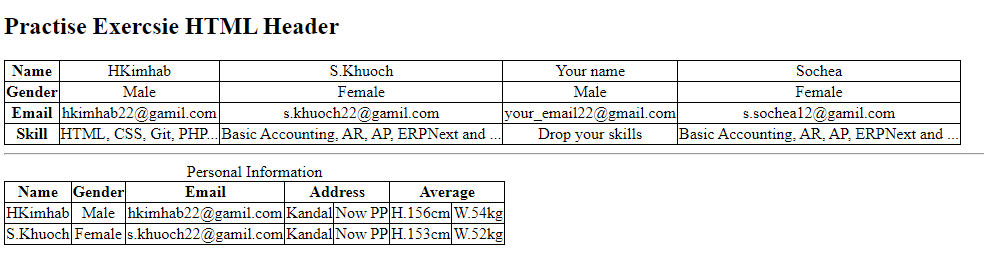 Practise Exercsie HTML Header
Name HKimhab S.Khuoch Your name Sochea
Gender Male Female Male Female
Email hkimhab22@gamil.com s.khuoch22@gamil.com your_email22@gmail.com s.sochea12@gamil.com
Skill HTML, CSS, Git, PHP... Basic Accounting, AR, AP, ERPNext and ... Drop your skills Basic Accounting, AR, AP, ERPNext and ...
Personal Information
Name Gender Email Address Average
HKimhab Male hkimhab22@gamil.com Kandal Now PP H.156cm W.54kg
S.Khuoch Female s.khuoch22@gamil.com Kandal Now PP H.153cm W.52kg